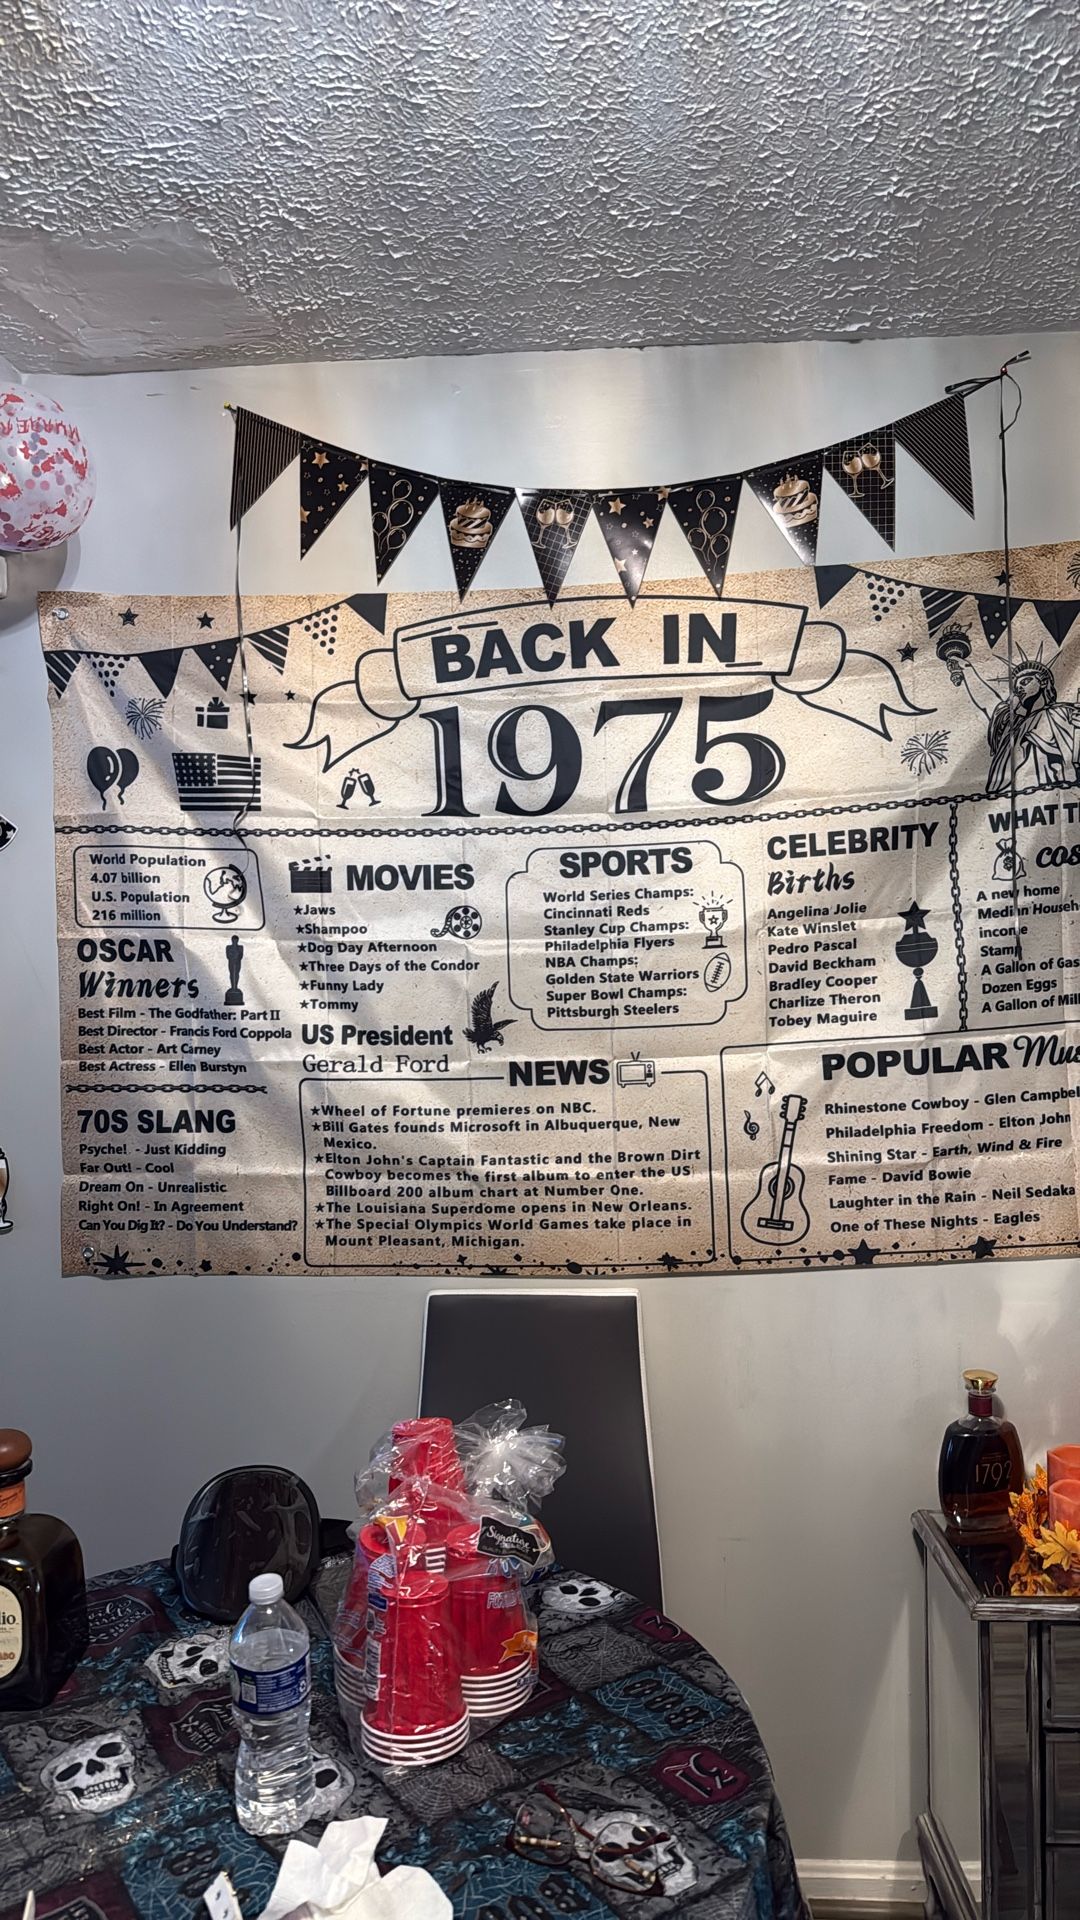 BACK IN
1975
World Population
4.07 billion
U.S. Population
216 million
OSCAR
Winners
Best Film - The Godfather: Part II
Best Director - Francis Ford Coppola
Best Actor - Art Carney
Best Actress - Ellen Burstyn
70S SLANG
Psyche! - Just Kidding
Far Out! - Cool
Dream On - Unrealistic
Right On! - In Agreement
Can You Dig It? - Do You Understand?
MOVIES
★Jaws
★Shampoo
★Dog Day Afternoon
★Three Days of the Condor
★Funny Lady
★Tommy
US President
Gerald Ford
SPORTS
World Series Champs:
Cincinnati Reds
Stanley Cup Champs:
Philadelphia Flyers
NBA Champs:
Golden State Warriors
Super Bowl Champs:
Pittsburgh Steelers
NEWS
★Wheel of Fortune premieres on NBC.
★Bill Gates founds Microsoft in Albuquerque, New
Mexico.
★Elton John's Captain Fantastic and the Brown Dirt
Cowboy becomes the first album to enter the US
Billboard 200 album chart at Number One.
★The Louisiana Superdome opens in New Orleans.
★The Special Olympics World Games take place in
Mount Pleasant, Michigan.
CELEBRITY
Births
Angelina Jolie
Kate Winslet
Pedro Pascal
David Beckham
Bradley Cooper
Charlize Theron
Tobey Maguire
WHAT
A new home
Median
income
Stamp
A Gallon of Gas
Dozen Eggs
A Gallon of
POPULAR
Rhinestone Cowboy - Glen
Philadelphia Freedom - Elton John
Shining Star - Earth, Wind & Fire
Fame - David Bowie
Laughter in the Rain - Neil Sedaka
One of These Nights - Eagles
1792
Signature
31